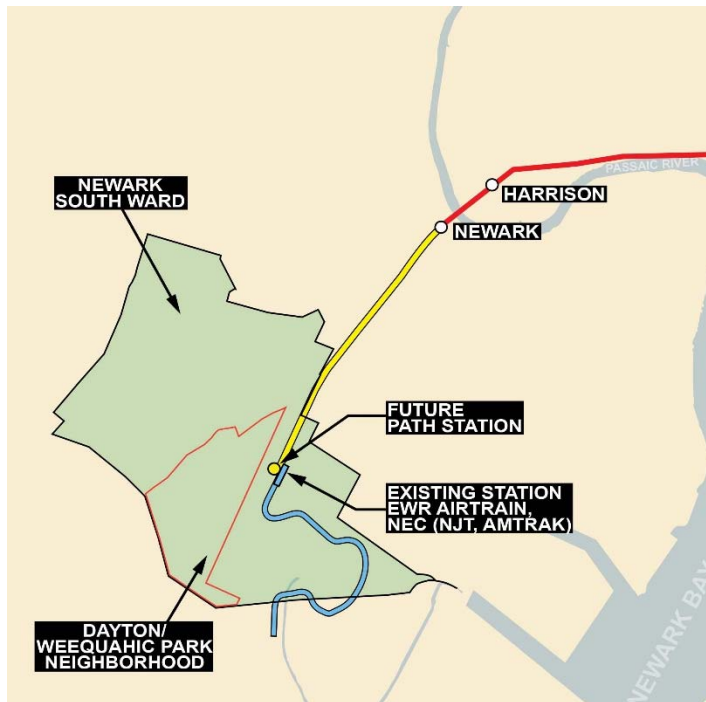 PASSAIC RIVER
NEWARK
SOUTH WARD
HARRISON
NEWARK
FUTURE
PATH STATION
EXISTING STATION
EWR AIRTRAIN,
NEC (NJT, AMTRAK)
DAYTON/
WEEQUAHIC PARK
NEIGHBORHOOD
NEWARK BAY